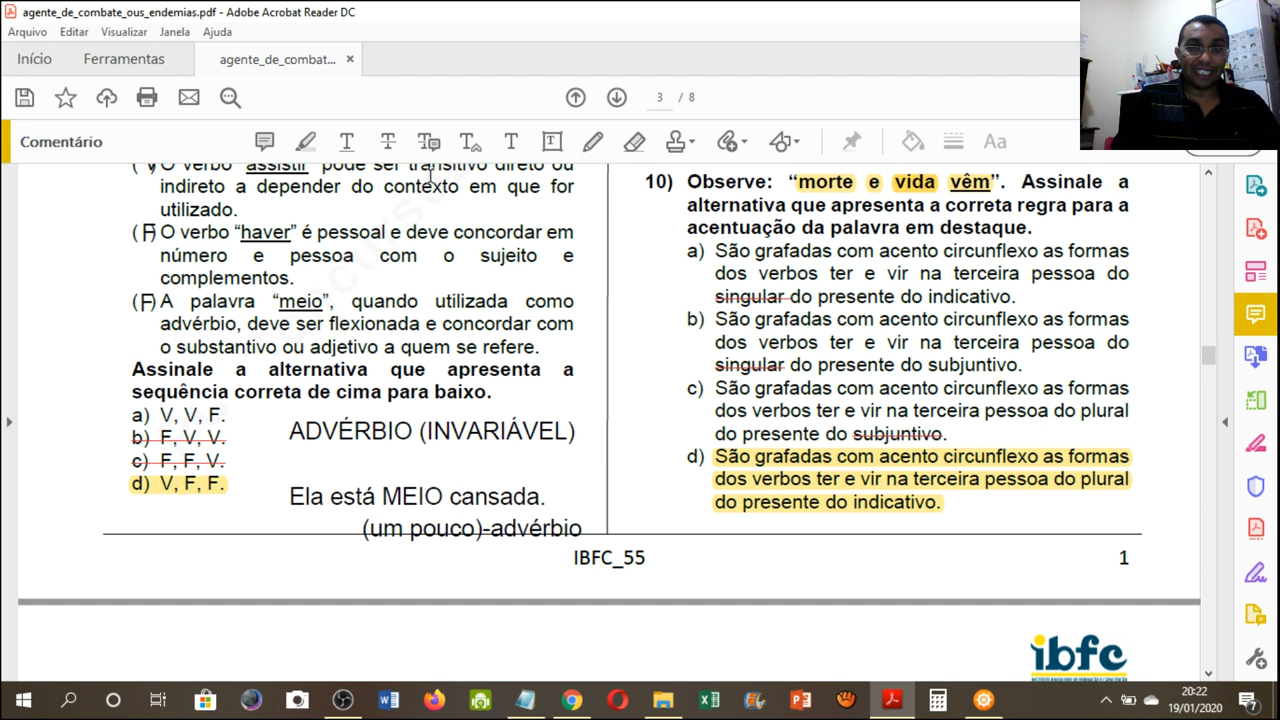 agente_de_combate_ous_endemias.pdf - Adobe Acrobat Reader DC
Arquivo Editar Visualizar Janela Ajuda
Início Ferramentas agente_de_combat... ×
3 / 8
Comentário
(V) O verbo "assistir" pode ser transitivo direto ou
indireto a depender do contexto em que for
utilizado.
(F) O verbo "haver" é pessoal e deve concordar em
número e pessoa com o sujeito e
complementos.
(F) A palavra "meio", quando utilizada como
advérbio, deve ser flexionada e concordar com
o substantivo ou adjetivo a quem se refere.
Assinale a alternativa que apresenta a
sequência correta de cima para baixo.
a) V, V, F.
b) F, V, V.
c) F, F, V.
d) V, F, F.
ADVÉRBIO (INVARIÁVEL)
Ela está MEIO cansada.
(um pouco)-advérbio
10) Observe: "morte e vida vêm". Assinale a
alternativa que apresenta a correta regra para a
acentuação da palavra em destaque.
a) São grafadas com acento circunflexo as formas
dos verbos ter e vir na terceira pessoa do
singular do presente do indicativo.
b) São grafadas com acento circunflexo as formas
dos verbos ter e vir na terceira pessoa do
singular do presente do subjuntivo.
c) São grafadas com acento circunflexo as formas
dos verbos ter e vir na terceira pessoa do plural
do presente do subjuntivo.
d) São grafadas com acento circunflexo as formas
dos verbos ter e vir na terceira pessoa do plural
do presente do indicativo.
IBFC_55 1
ibfc
20:22
19/01/2020
7